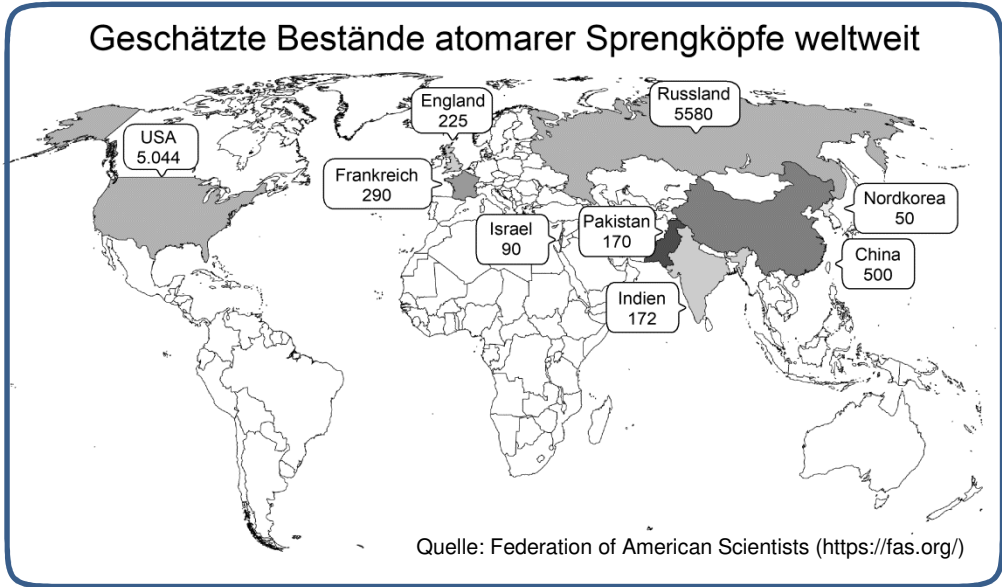 Geschätzte Bestände atomarer Sprengköpfe weltweit
England
225
Russland
5580
USA
5.044
Frankreich
290
Nordkorea
50
Israel
90
Pakistan
170
China
500
Indien
172
Quelle: Federation of American Scientists (https://fas.org/)